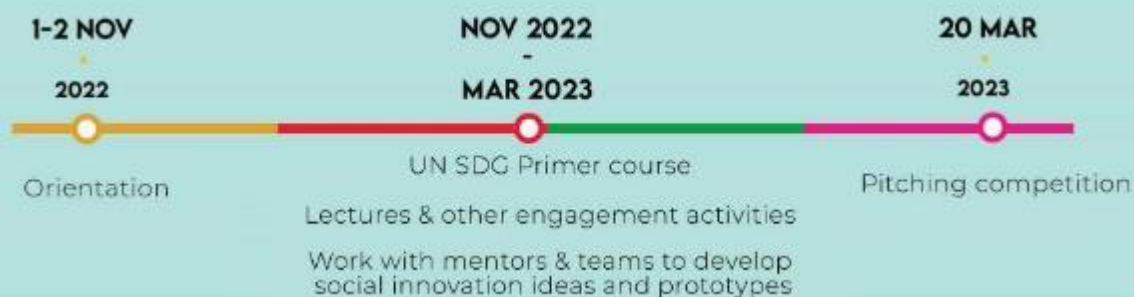 1-2 NOV
2022
Orientation
NOV 2022
-
MAR 2023
UN SDG Primer course
Lectures & other engagement activities
Work with mentors & teams to develop
social innovation ideas and prototypes
20 MAR
2023
Pitching competition